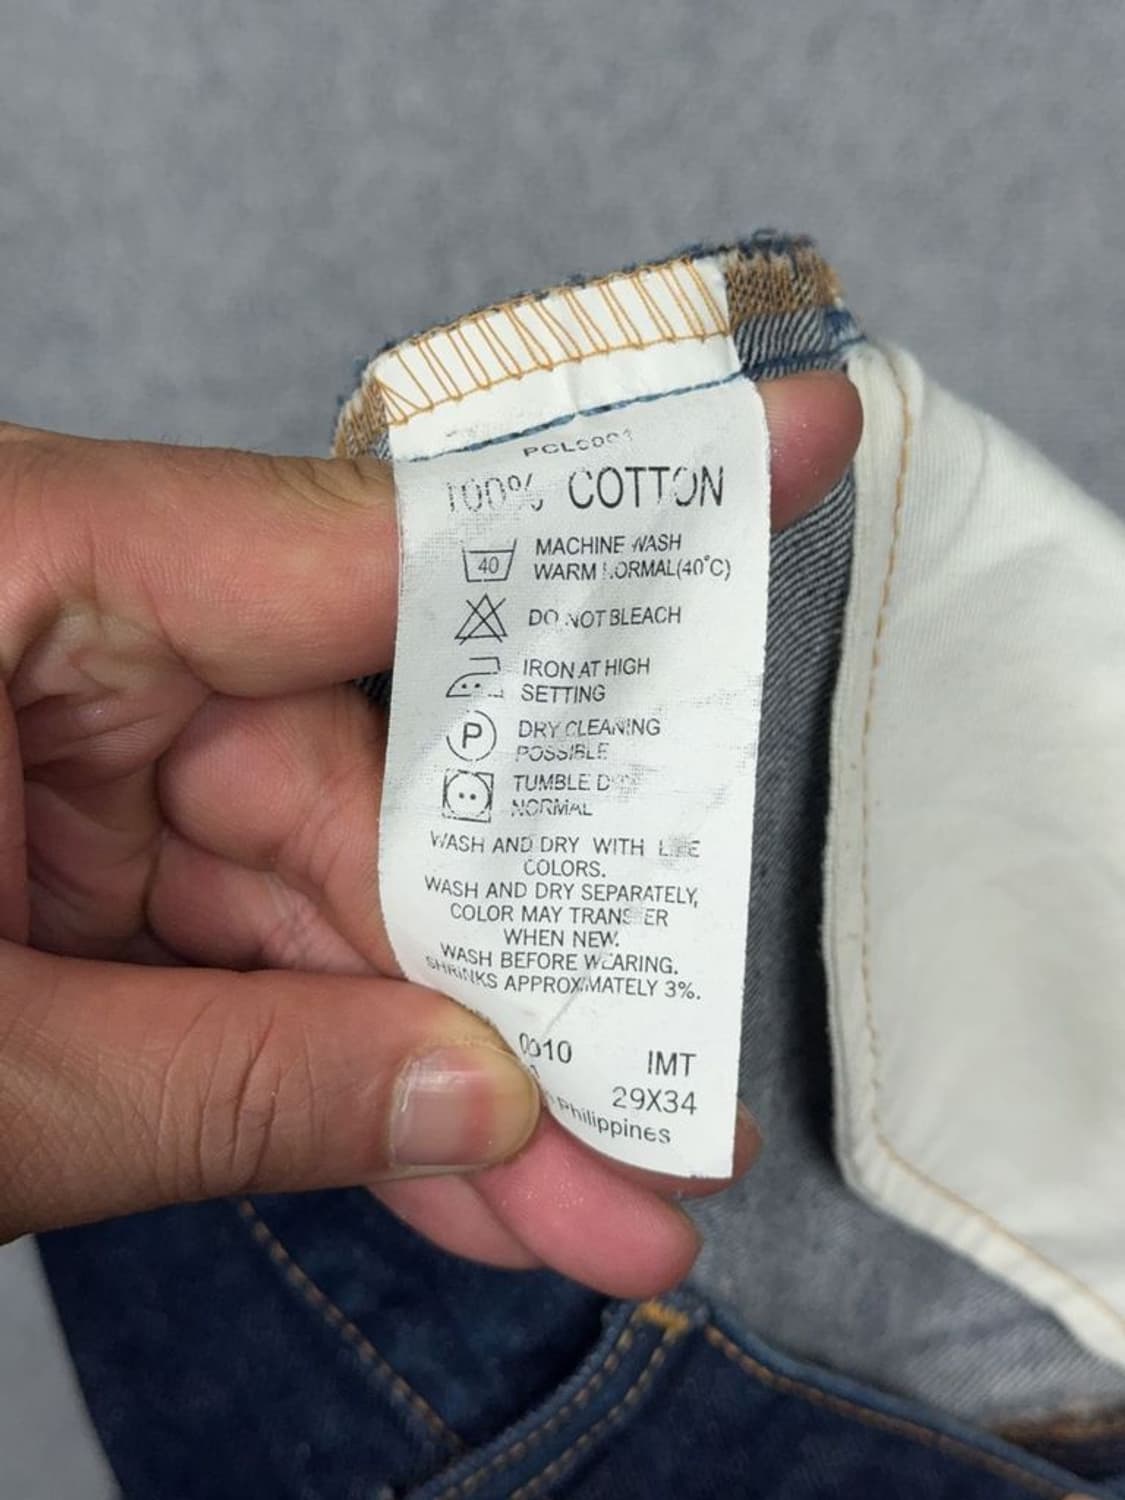 100% COTTON
40 MACHINE WASH
WARM NORMAL(40°C)
DO NOT BLEACH
IRON AT HIGH
SETTING
P DRY CLEANING
POSSIBLE
TUMBLE
NORMAL
WASH AND DRY WITH
COLORS.
WASH AND DRY SEPARATELY,
COLOR MAY TRANSFER
WHEN NEW.
WASH BEFORE WEARING.
SHRINKS APPROXIMATELY 3%.
IMT
29X34
Philippines